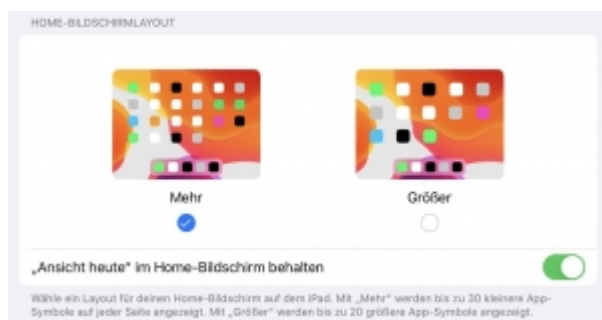 HOME-BILDSCHIRMLAYOUT
Mehr
Größer
„Ansicht heute“ im Home-Bildschirm behalten
Wähle ein Layout für deinen Home-Bildschirm auf dem iPad. Mit „Mehr“ werden bis zu 30 kleinere App-
Symbole auf jeder Seite angezeigt. Mit „Größer“ werden bis zu 20 größere App-Symbole angezeigt.